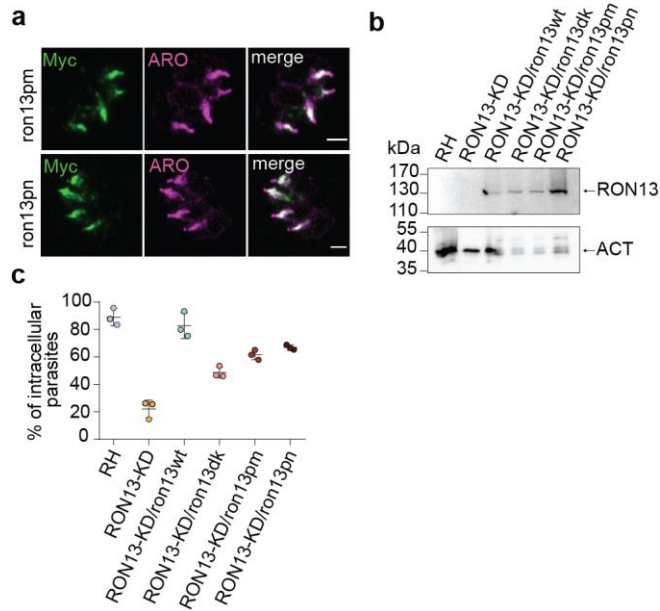 a
Myc
ARO
merge
ron13pm
Myc
ARO
merge
ron13pn
b
RH
RON13-KD
RON13-KD/ron13wt
RON13-KD/ron13dk
RON13-KD/ron13pm
RON13-KD/ron13pn
kDa
170
130
110
←RON13
55
40
35
←ACT
c
% of intracellular
parasites
100
80
60
40
20
0
RH
RON13-KD
RON13-KD/ron13wt
RON13-KD/ron13dk
RON13-KD/ron13pm
RON13-KD/ron13pn